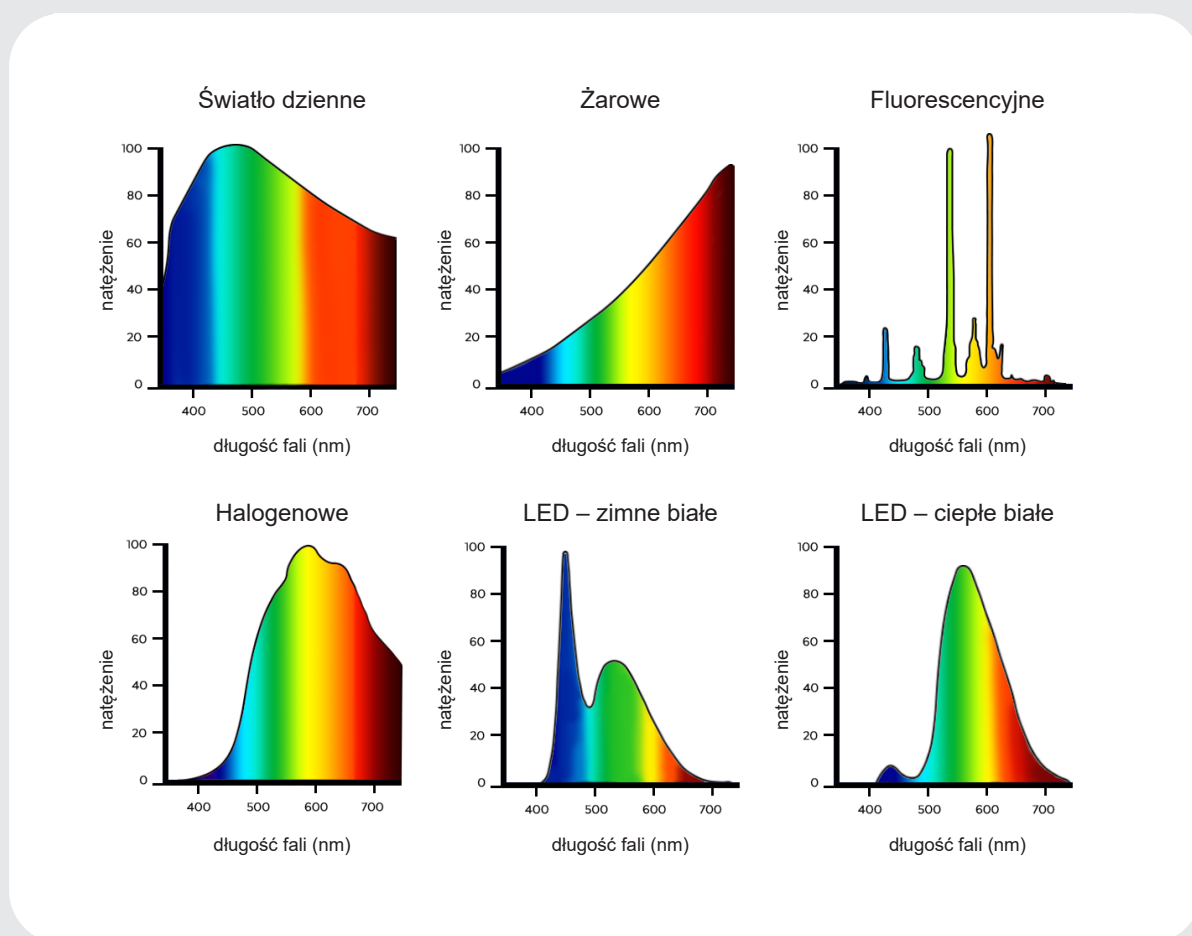 Światło dzienne
100
80
60
40
20
0
natężenie
400 500 600 700
długość fali (nm)
Żarowe
100
80
60
40
20
0
natężenie
400 500 600 700
długość fali (nm)
Fluorescencyjne
100
80
60
40
20
0
natężenie
400 500 600 700
długość fali (nm)
Halogenowe
100
80
60
40
20
0
natężenie
400 500 600 700
długość fali (nm)
LED – zimne białe
100
80
60
40
20
0
natężenie
400 500 600 700
długość fali (nm)
LED – ciepłe białe
100
80
60
40
20
0
natężenie
400 500 600 700
długość fali (nm)